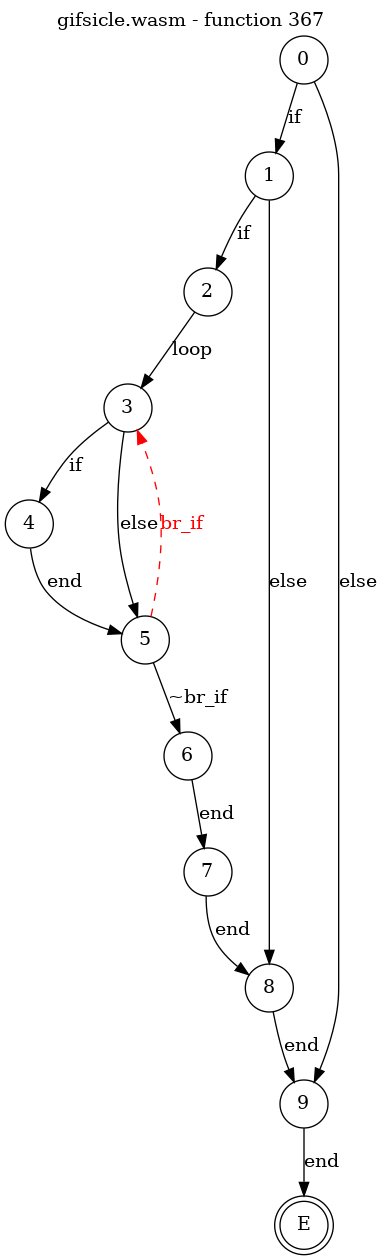 gifsicle.wasm - function 367
0
if
1
if
else
else
2
loop
3
if
else
br_if
4
end
5
~br_if
6
end
7
end
8
end
9
end
E